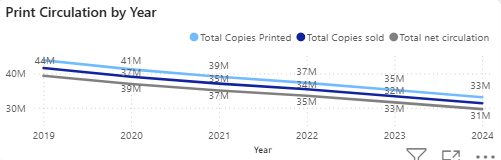 Print Circulation by Year
Total Copies Printed Total Copies sold Total net circulation
40M
30M
44M 41M 39M 37M 35M 33M
37M 35M 34M 32M
39M 37M 35M 33M 31M
2019 2020 2021 2022 2023 2024
Year